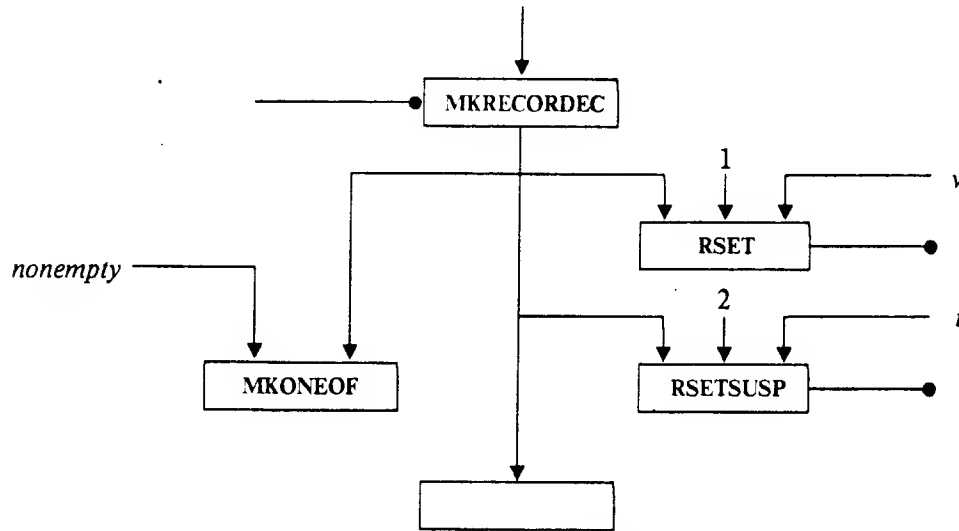 MKRECORDEC
1
v
RSET
nonempty
2
t
MKONEOF
RSETSUSP